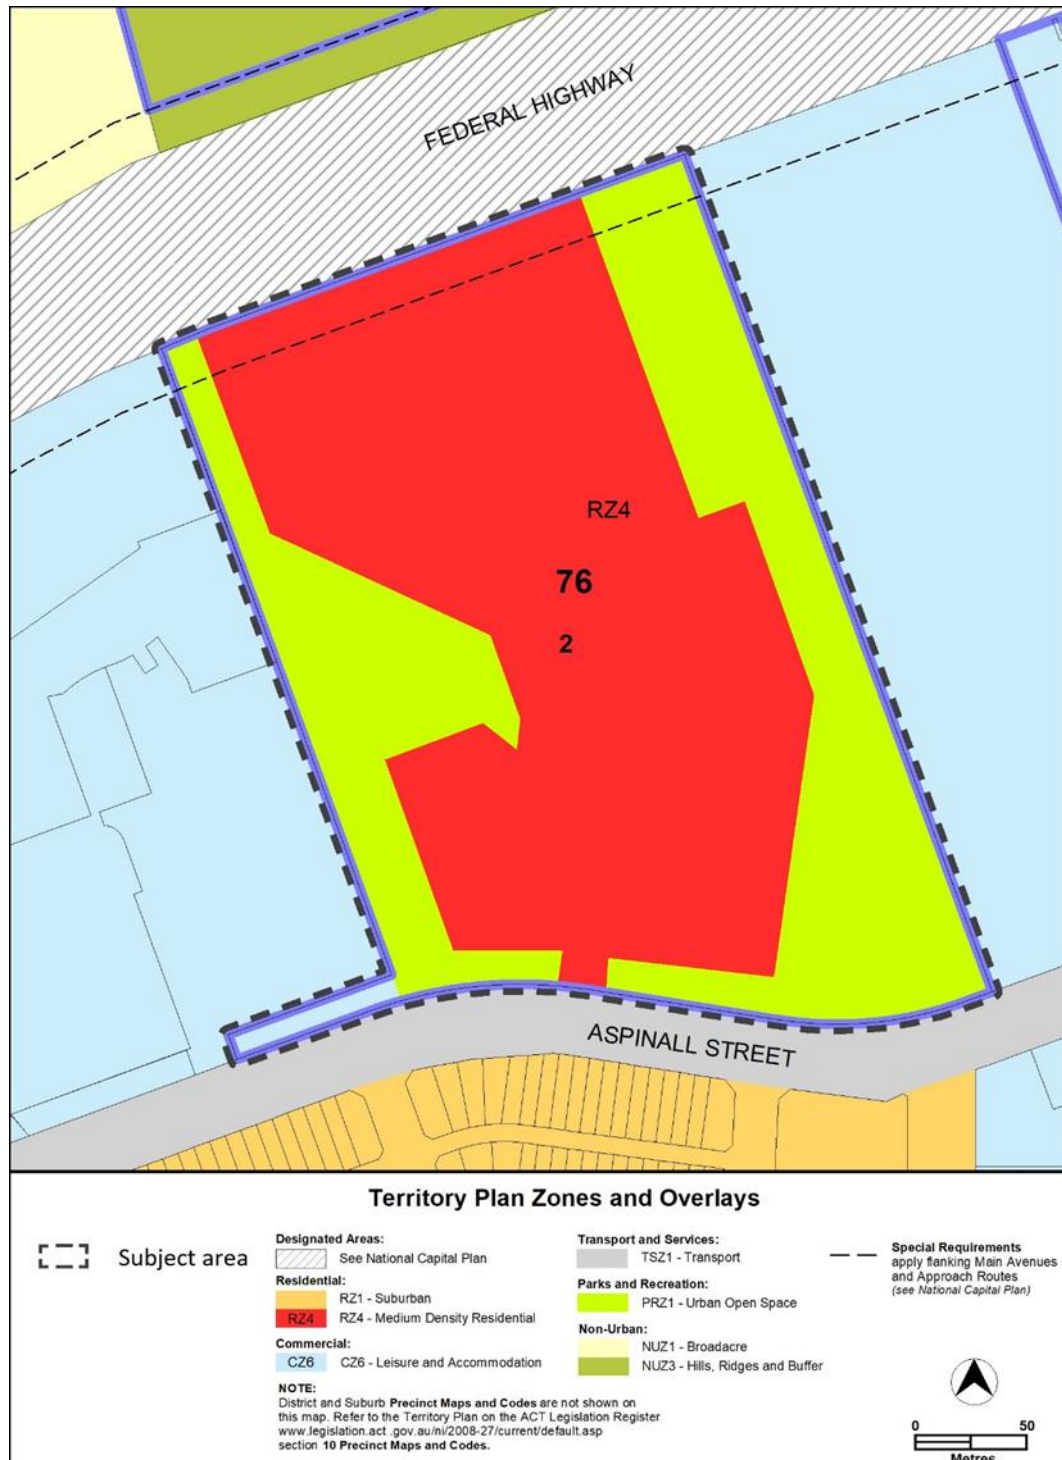 FEDERAL HIGHWAY
RZ4
76
2
ASPINALL STREET
Territory Plan Zones and Overlays
Subject area
Designated Areas:
See National Capital Plan
Residential:
RZ1 - Suburban
RZ4 RZ4 - Medium Density Residential
Commercial:
CZ6 CZ6 - Leisure and Accommodation
NOTE:
District and Suburb Precinct Maps and Codes are not shown on
this map. Refer to the Territory Plan on the ACT Legislation Register
www.legislation.act .gov.au/ni/2008-27/current/default.asp
section 10 Precinct Maps and Codes.
Transport and Services:
TSZ1 - Transport
Parks and Recreation:
PRZ1 - Urban Open Space
Non-Urban:
NUZ1 - Broadacre
NUZ3 - Hills, Ridges and Buffer
Special Requirements
apply flanking Main Avenues
and Approach Routes
(see National Capital Plan)
0 50
Metres